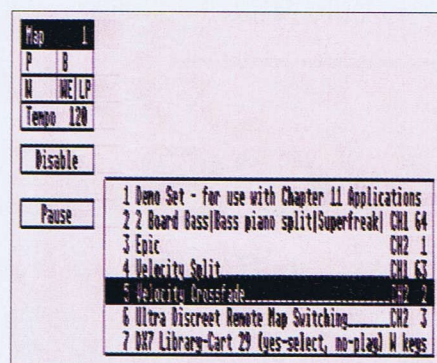 Map 1
P B
N WE LP
Tempo 120
Disable
Pause
1 Demo Set - for use with Chapter 11 Applications
2 2 Board Bass|Bass piano split|Superfreak| CH1 64
3 Epic CH2 1
4 Velocity Split CH1 63
5 Velocity Crossfade CH2 2
6 Ultra Discreet Remote Map Switching CH2 3
7 DX7 Library-Cart 29 (yes-select, no-play) W keys